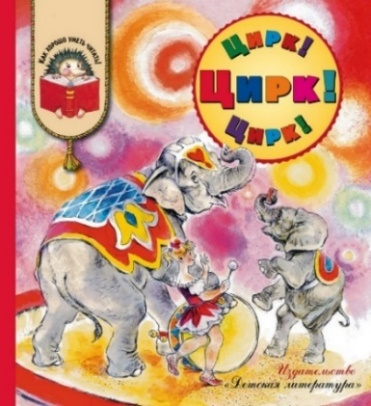 Как хорошо уметь читать!
Цирк!
Цирк!
Цирк!
Издательство
«Детская литература»